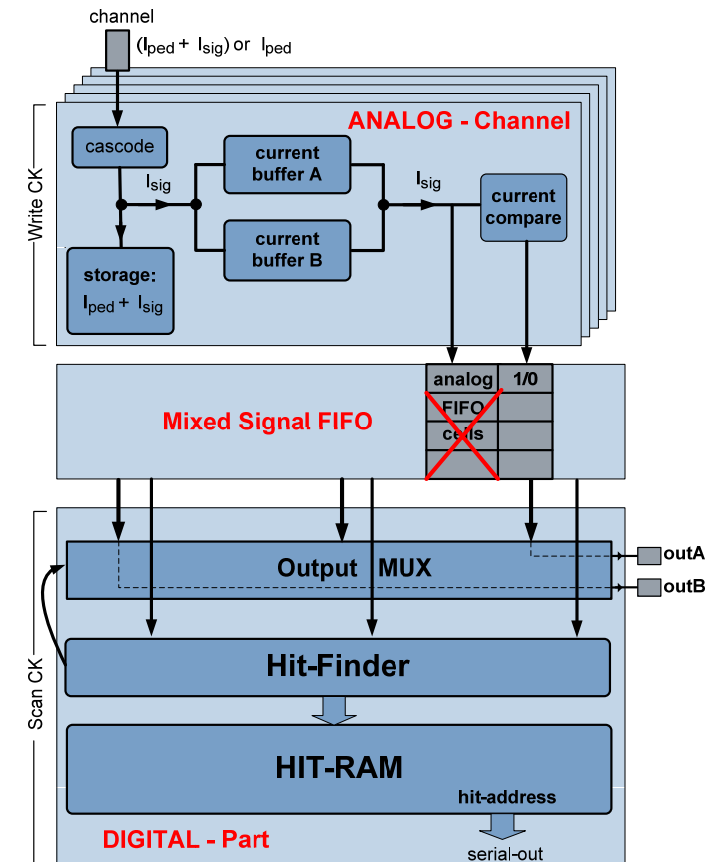 channel
(Iped + Isig) or Iped
ANALOG - Channel
Write CK
cascode
Isig
current
buffer A
current
buffer B
Isig
current
compare
storage:
Iped + Isig
Mixed Signal FIFO
analog 1/0
FIFO
cells
Scan CK
Output MUX
outA
outB
Hit-Finder
HIT-RAM
hit-address
DIGITAL - Part
serial-out